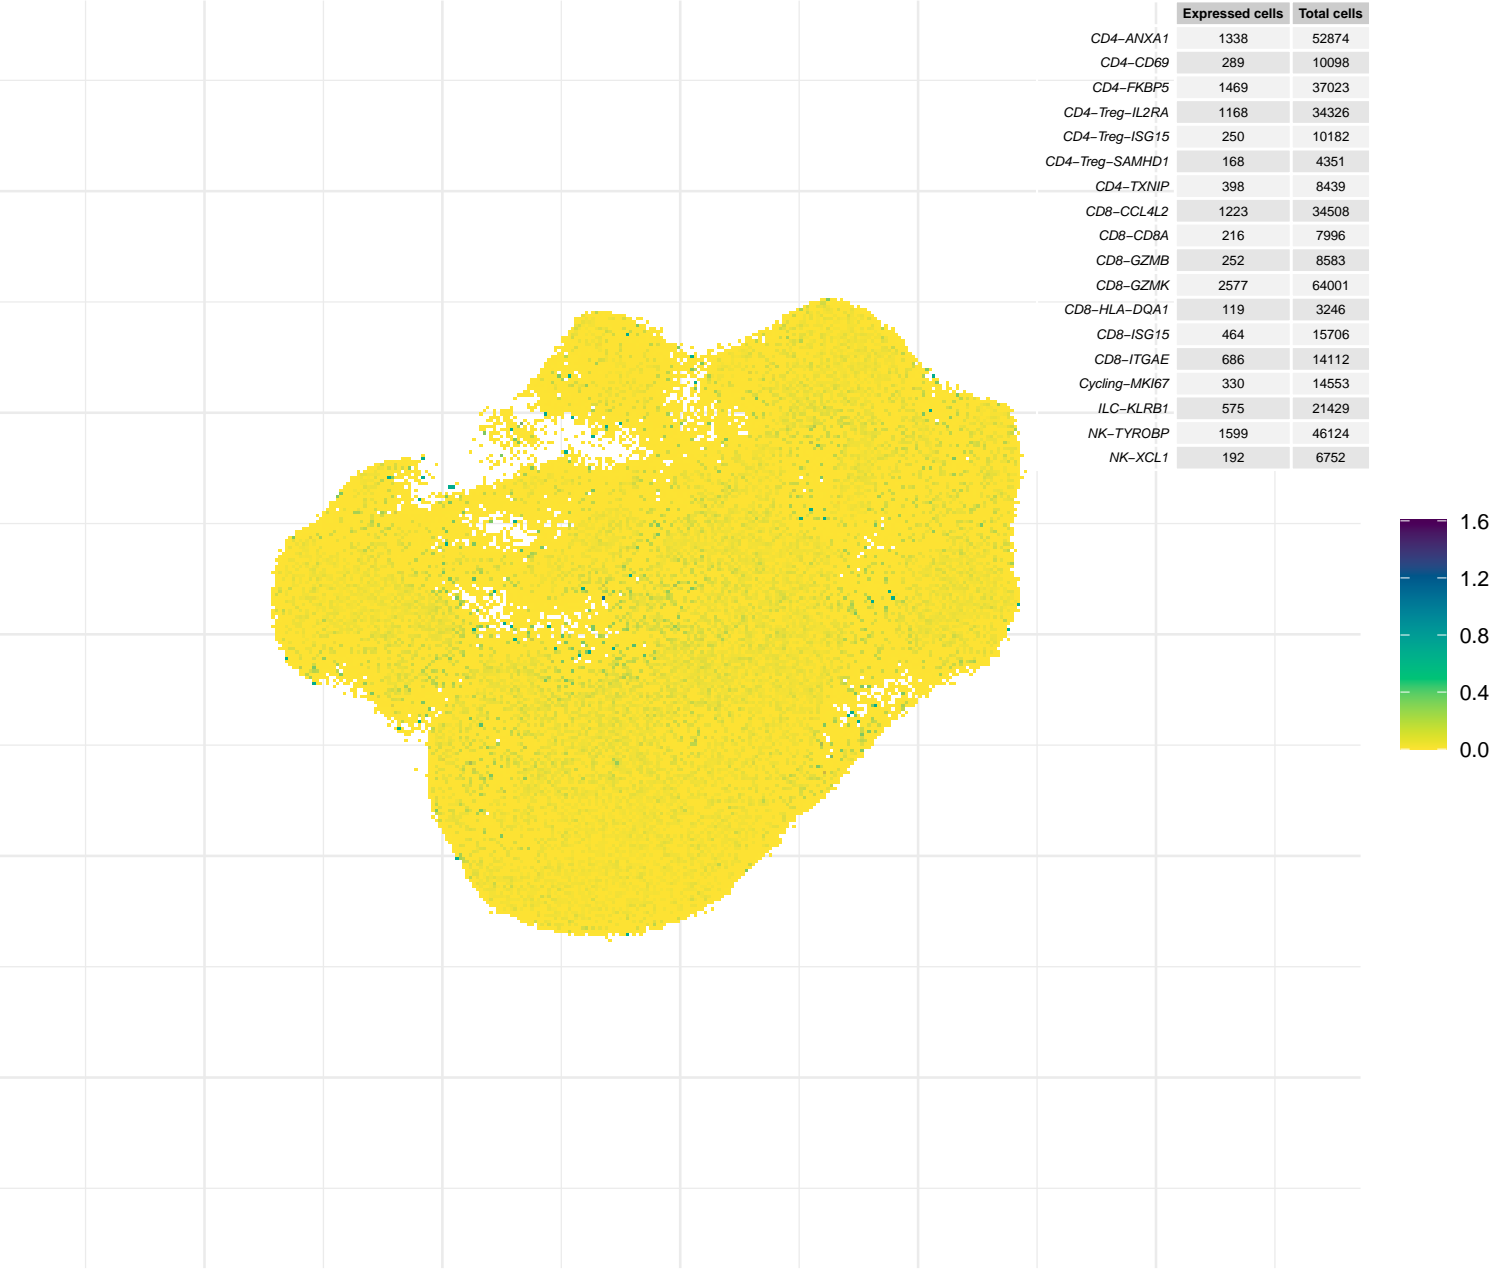 Expressed cells Total cells
CD4−ANXA1 1338 52874
CD4−CD69 289 10098
CD4−FKBP5 1469 37023
CD4−Treg−IL2RA 1168 34326
CD4−Treg−ISG15 250 10182
CD4−Treg−SAMHD1 168 4351
CD4−TXNIP 398 8439
CD8−CCL4L2 1223 34508
CD8−CD8A 216 7996
CD8−GZMB 252 8583
CD8−GZMK 2577 64001
CD8−HLA−DQA1 119 3246
CD8−ISG15 464 15706
CD8−ITGAE 686 14112
Cycling−MKI67 330 14553
ILC−KLRB1 575 21429
NK−TYROBP 1599 46124
NK−XCL1 192 6752
1.6
1.2
0.8
0.4
0.0